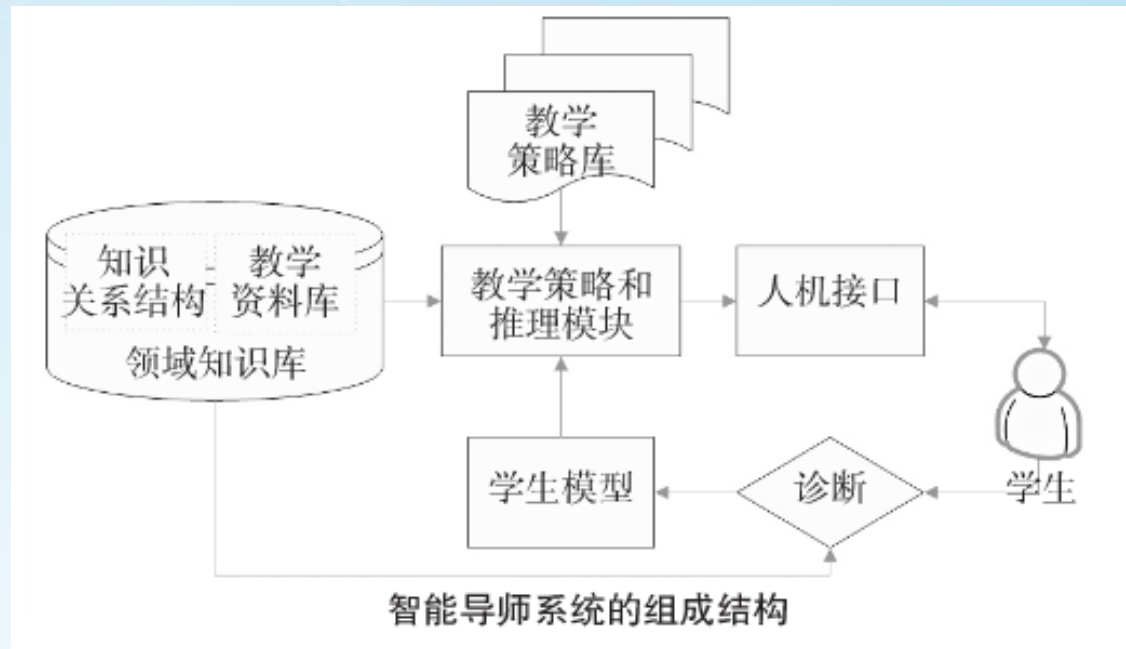 教学
策略库
知识
关系结构
教学
资料库
领域知识库
教学策略和
推理模块
人机接口
学生模型
诊断
学生
智能导师系统的组成结构